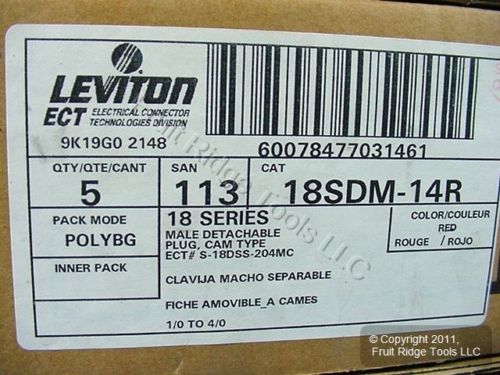 LEVITON
ECT ELECTRICAL CONNECTOR
TECHNOLOGIES DIVISION
9K19G0 2148
60078477031461
QTY/QTE/CANT
5
SAN
113
CAT
18SDM-14R
PACK MODE
POLYBG
INNER PACK
18 SERIES
MALE DETACHABLE
PLUG, CAM TYPE
ECT# S-18DSS-204MC
CLAVIJA MACHO SEPARABLE
FICHE AMOVIBLE_A CAMES
1/0 TO 4/0
COLOR/COULEUR
RED
ROUGE / ROJO
Fruit Ridge Tools LLC
© Copyright 2011,
Fruit Ridge Tools LLC